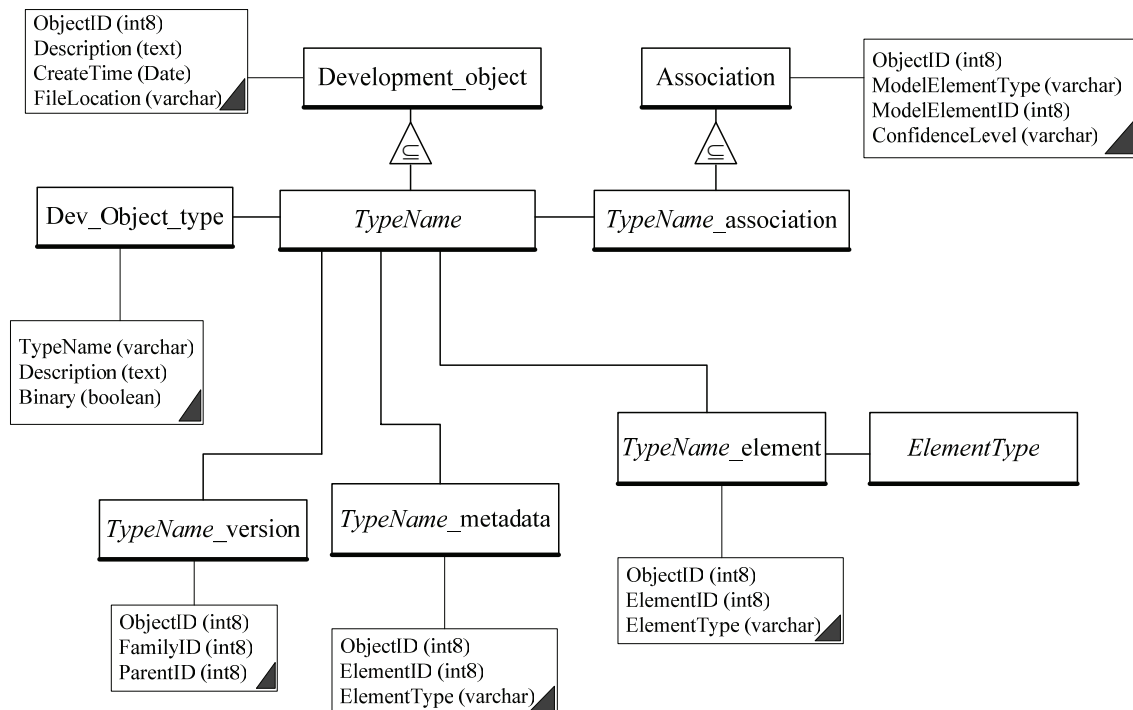 ObjectID (int8)
Description (text)
CreateTime (Date)
FileLocation (varchar)
Development_object
Association
ObjectID (int8)
ModelElementType (varchar)
ModelElementID (int8)
ConfidenceLevel (varchar)
⊆
⊆
Dev_Object_type
TypeName
TypeName_association
TypeName (varchar)
Description (text)
Binary (boolean)
TypeName_element
ElementType
TypeName_version
TypeName_metadata
ObjectID (int8)
ElementID (int8)
ElementType (varchar)
ObjectID (int8)
FamilyID (int8)
ParentID (int8)
ObjectID (int8)
ElementID (int8)
ElementType (varchar)